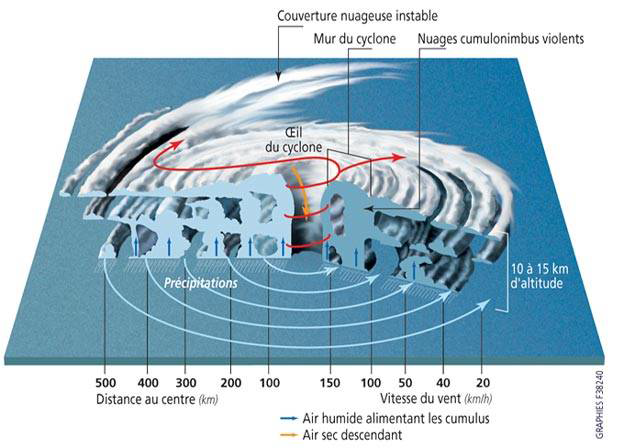 Couverture nuageuse instable
Mur du cyclone
Nuages cumulonimbus violents
Œil
du cyclone
10 à 15 km
d'altitude
Précipitations
500 400 300 200 100 150 100 50 40 20
Distance au centre (km) Vitesse du vent (km/h)
Air humide alimentant les cumulus
Air sec descendant
GRAPHIES F38240